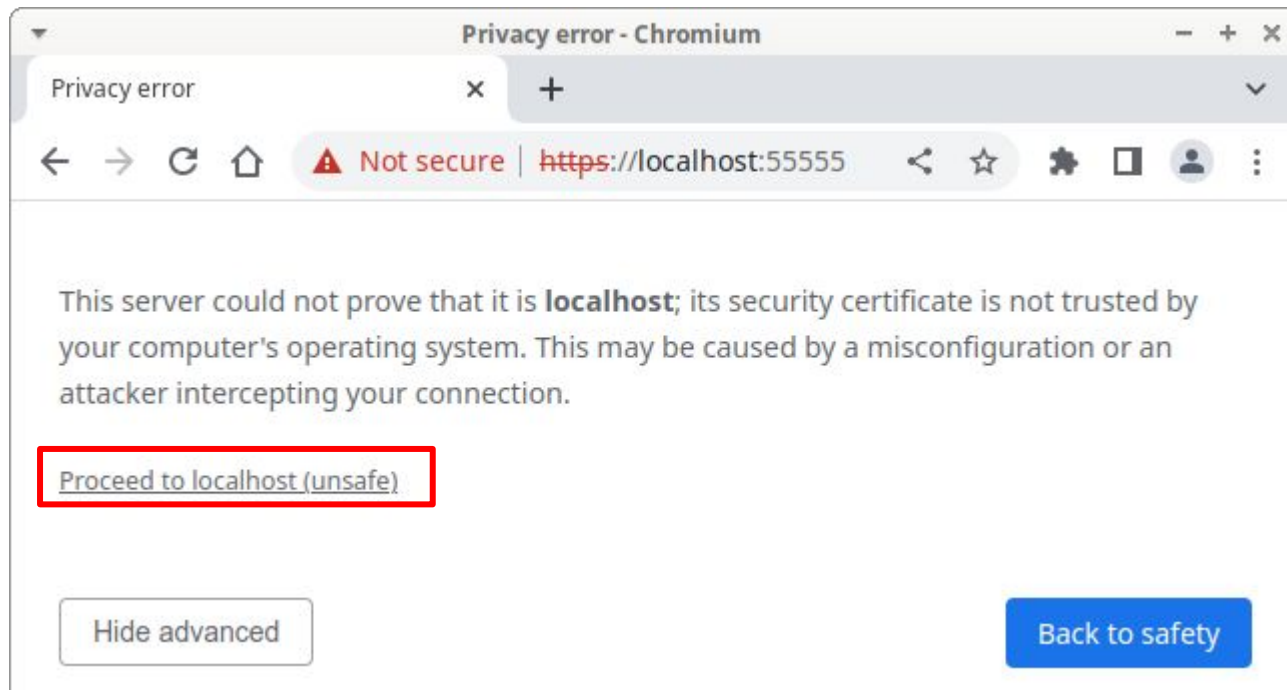 Privacy error - Chromium
Privacy error
Not secure | https://localhost:55555
This server could not prove that it is localhost; its security certificate is not trusted by
your computer's operating system. This may be caused by a misconfiguration or an
attacker intercepting your connection.
Proceed to localhost (unsafe)
Hide advanced
Back to safety